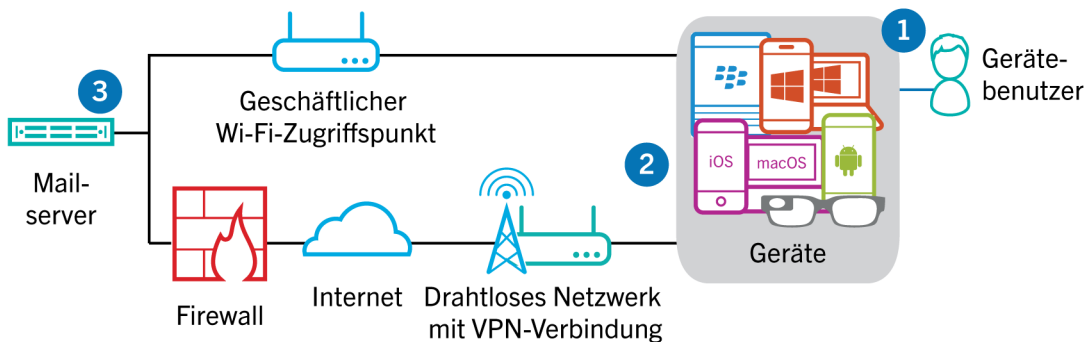 1
Geräte-
benutzer
3
Geschäftlicher
Wi-Fi-Zugriffspunkt
2
iOS
macOS
Mail-
server
Geräte
Firewall
Internet
Drahtloses Netzwerk
mit VPN-Verbindung